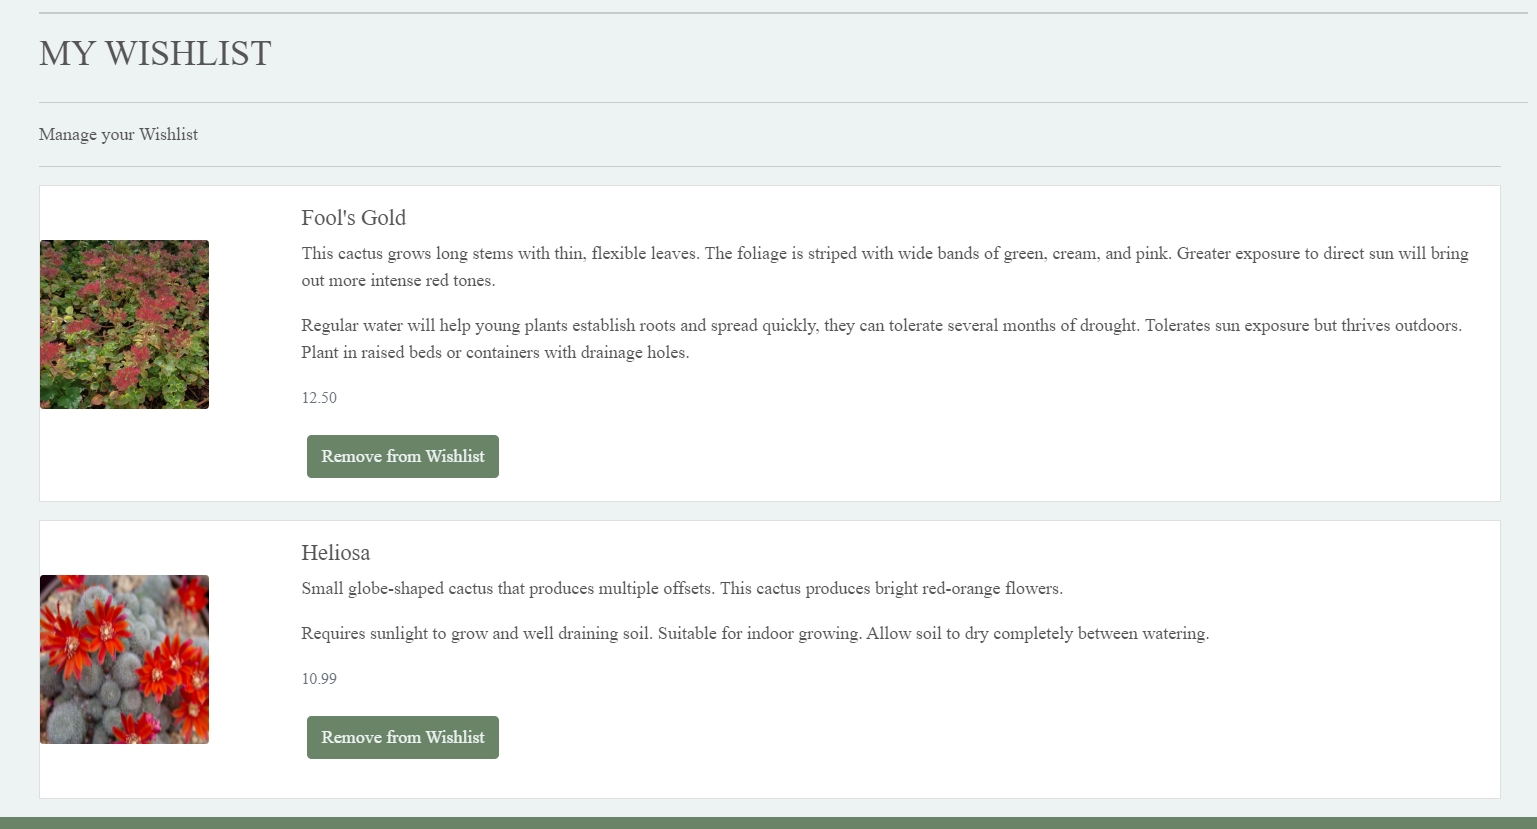 MY WISHLIST
Manage your Wishlist
Fool's Gold
This cactus grows long stems with thin, flexible leaves. The foliage is striped with wide bands of green, cream, and pink. Greater exposure to direct sun will bring
out more intense red tones.
Regular water will help young plants establish roots and spread quickly, they can tolerate several months of drought. Tolerates sun exposure but thrives outdoors.
Plant in raised beds or containers with drainage holes.
12.50
Remove from Wishlist
Heliosa
Small globe-shaped cactus that produces multiple offsets. This cactus produces bright red-orange flowers.
Requires sunlight to grow and well draining soil. Suitable for indoor growing. Allow soil to dry completely between watering.
10.99
Remove from Wishlist